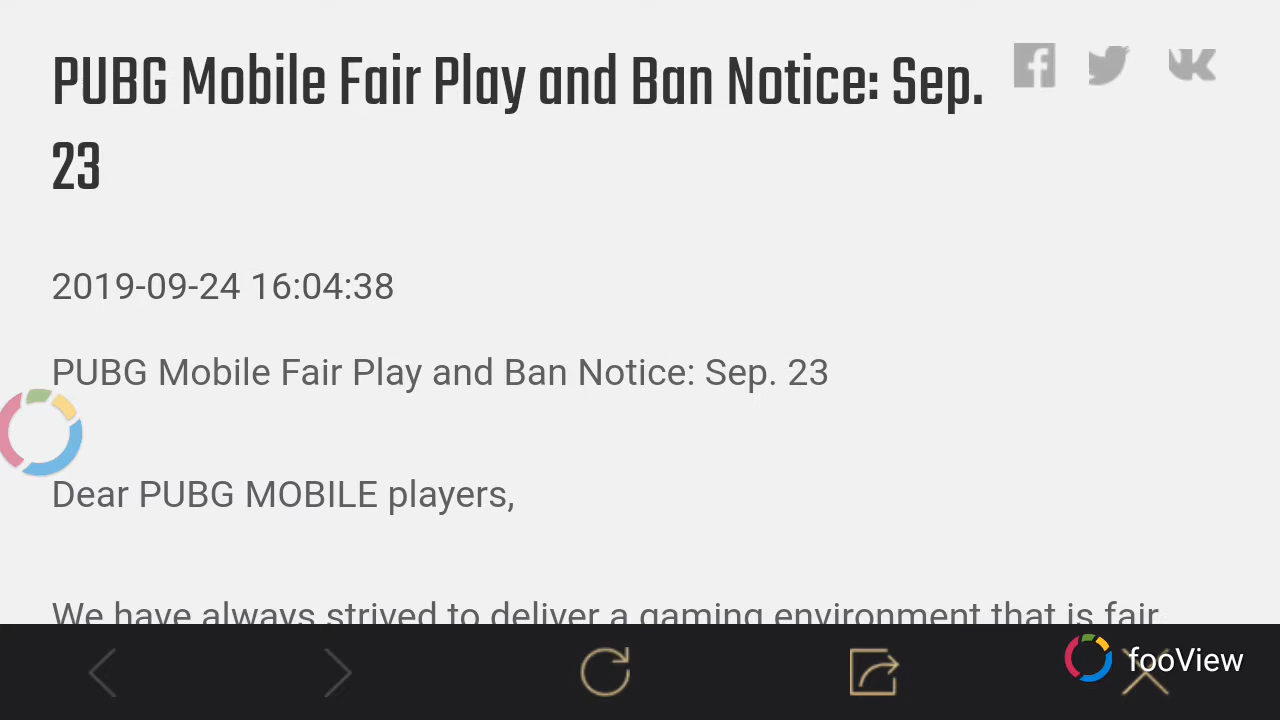 PUBG Mobile Fair Play and Ban Notice: Sep.
23
2019-09-24 16:04:38
PUBG Mobile Fair Play and Ban Notice: Sep. 23
Dear PUBG MOBILE players,
We have always strived to deliver a gaming environment that is fair
fooView